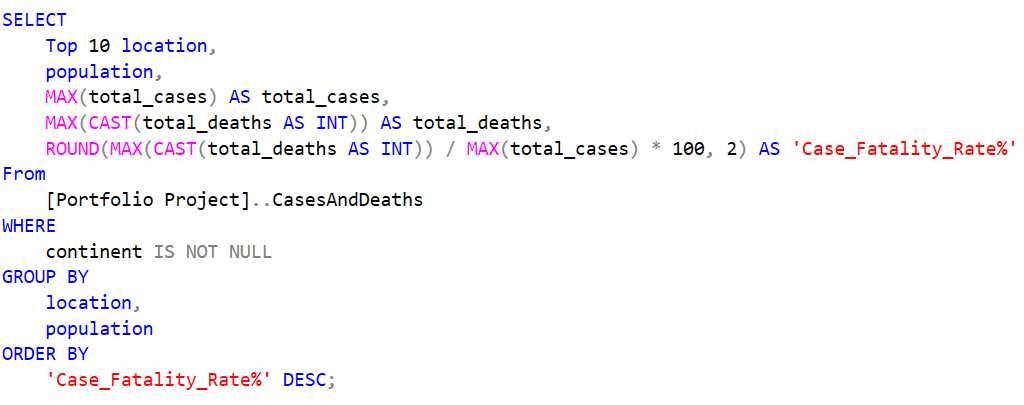 SELECT
    Top 10 location,
    population,
    MAX(total_cases) AS total_cases,
    MAX(CAST(total_deaths AS INT)) AS total_deaths,
    ROUND(MAX(CAST(total_deaths AS INT)) / MAX(total_cases) * 100, 2) AS 'Case_Fatality_Rate%'
From
    [Portfolio Project]..CasesAndDeaths
WHERE
    continent IS NOT NULL
GROUP BY
    location,
    population
ORDER BY
    'Case_Fatality_Rate%' DESC;